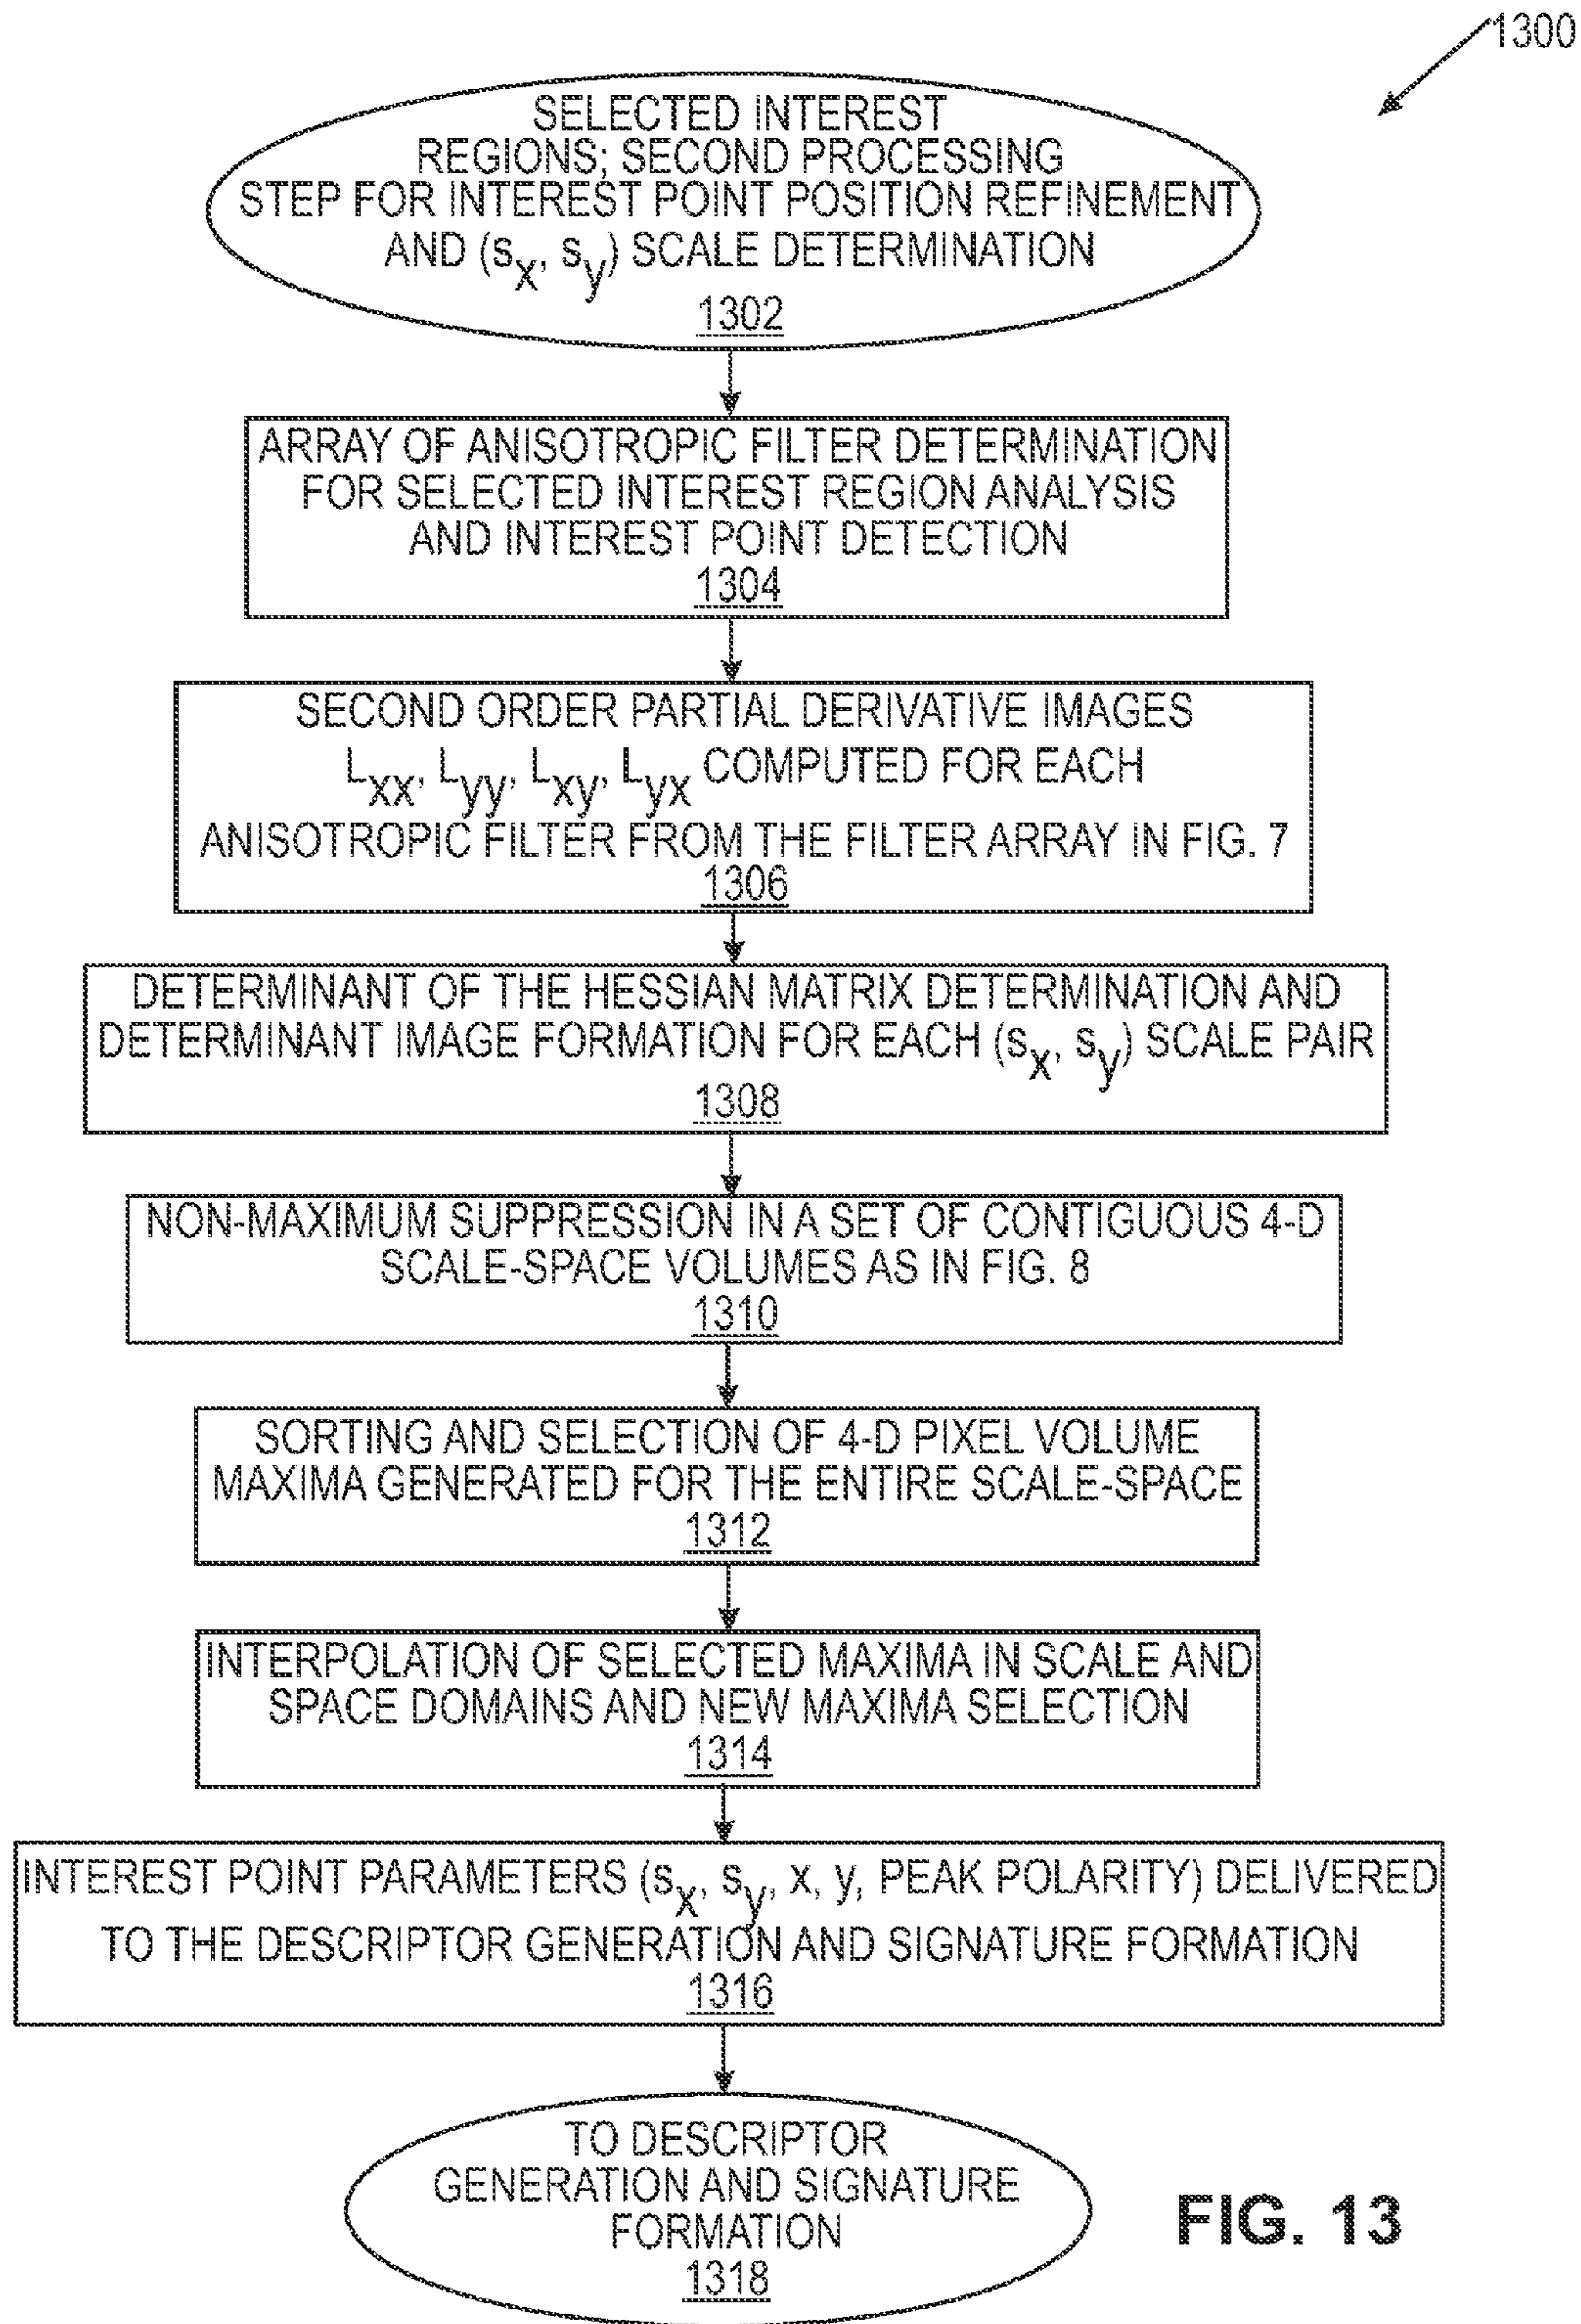 1300
SELECTED INTEREST
REGIONS; SECOND PROCESSING
STEP FOR INTEREST POINT POSITION REFINEMENT
AND (sx, sy) SCALE DETERMINATION
1302
ARRAY OF ANISOTROPIC FILTER DETERMINATION
FOR SELECTED INTEREST REGION ANALYSIS
AND INTEREST POINT DETECTION
1304
SECOND ORDER PARTIAL DERIVATIVE IMAGES
Lxx, Lyy, Lxy, Lyx COMPUTED FOR EACH
ANISOTROPIC FILTER FROM THE FILTER ARRAY IN FIG. 7
1306
DETERMINANT OF THE HESSIAN MATRIX DETERMINATION AND
DETERMINANT IMAGE FORMATION FOR EACH (sx, sy) SCALE PAIR
1308
NON-MAXIMUM SUPPRESSION IN A SET OF CONTIGUOUS 4-D
SCALE-SPACE VOLUMES AS IN FIG. 8
1310
SORTING AND SELECTION OF 4-D PIXEL VOLUME
MAXIMA GENERATED FOR THE ENTIRE SCALE-SPACE
1312
INTERPOLATION OF SELECTED MAXIMA IN SCALE AND
SPACE DOMAINS AND NEW MAXIMA SELECTION
1314
INTEREST POINT PARAMETERS (sx, sy, x, y, PEAK POLARITY) DELIVERED
TO THE DESCRIPTOR GENERATION AND SIGNATURE FORMATION
1316
TO DESCRIPTOR
GENERATION AND SIGNATURE
FORMATION
1318
FIG. 13